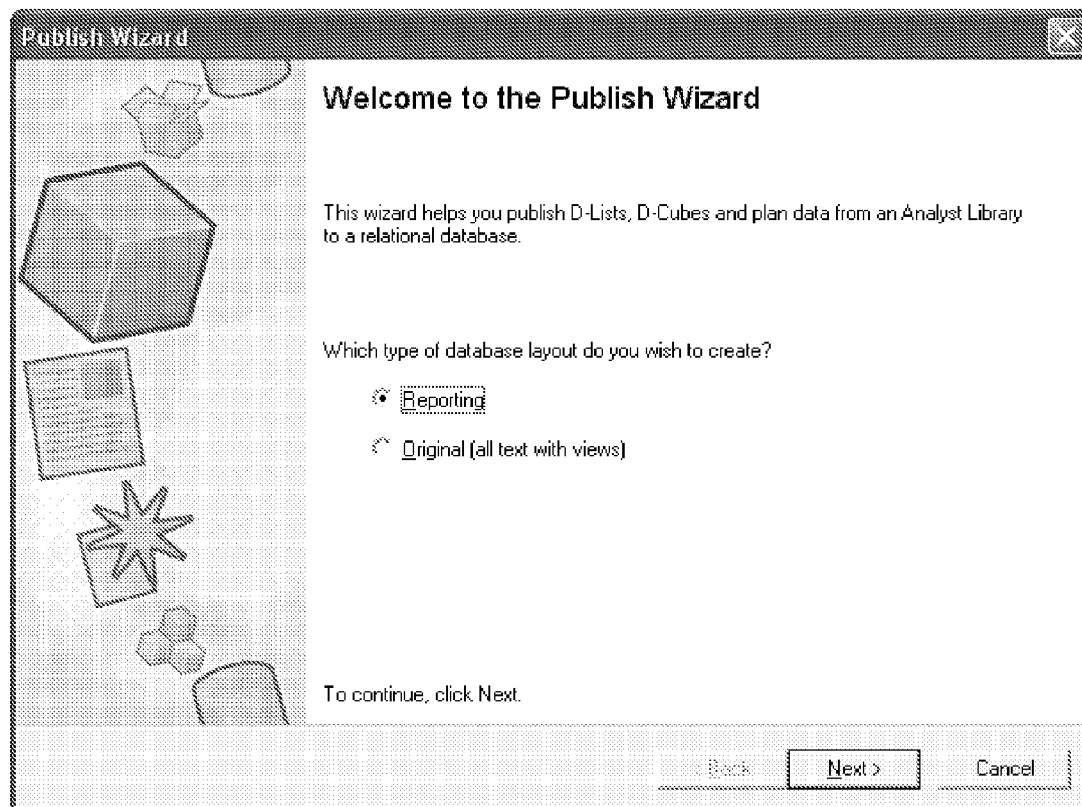 Publish Wizard
Welcome to the Publish Wizard
This wizard helps you publish D-Lists, D-Cubes and plan data from an Analyst Library
to a relational database.
Which type of database layout do you wish to create?
Reporting
Original (all text with views)
To continue, click Next.
< Back
Next >
Cancel